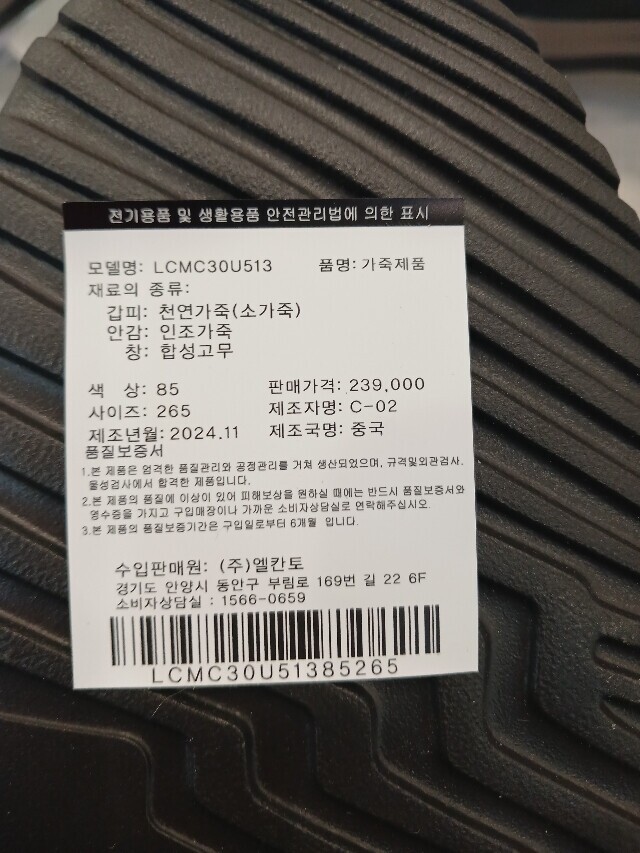 전기용품 및 생활용품 안전관리법에 의한 표시
모델명: LCMC30U513 품명: 가죽제품
재료의 종류:
갑피: 천연가죽(소가죽)
안감: 인조가죽
창: 합성고무
색 상: 85 판매가격: 239,000
사이즈: 265 제조자명: C-02
제조년월: 2024.11 제조국명: 중국
품질보증서
1.본 제품은 엄격한 품질관리와 공정관리를 거쳐 생산되었으며, 규격및외관검사,
물성검사에서 합격한 제품입니다.
2.본 제품의 품질에 이상이 있어 피해보상을 원하실 때에는 반드시 품질보증서와
영수증을 가지고 구입매장이나 가까운 소비자상담실로 연락해주십시오.
3.본 제품의 품질보증기간은 구입일로부터 6개월 입니다.
수입판매원: (주)엘칸토
경기도 안양시 동안구 부림로 169번 길 22 6F
소비자상담실 : 1566-0659
LCMC30U51385265